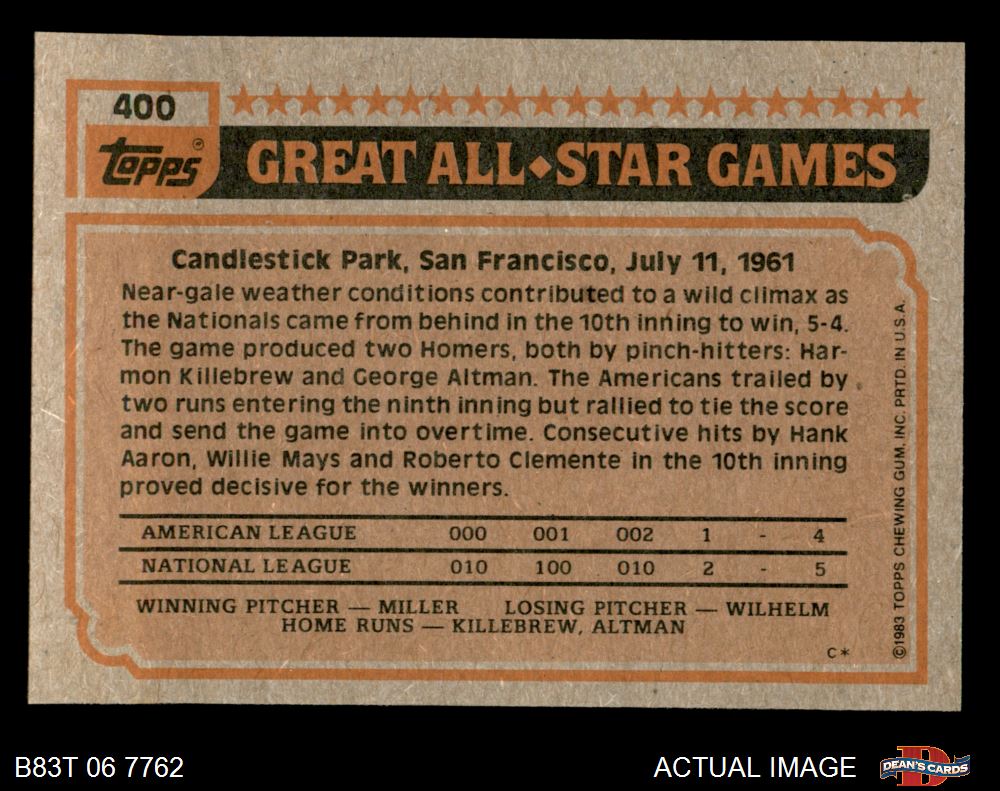 400
topps®
GREAT ALL◆STAR GAMES
Candlestick Park, San Francisco, July 11, 1961
Near-gale weather conditions contributed to a wild climax as
the Nationals came from behind in the 10th inning to win, 5-4.
The game produced two Homers, both by pinch-hitters: Har-
mon Killebrew and George Altman. The Americans trailed by
two runs entering the ninth inning but rallied to tie the score
and send the game into overtime. Consecutive hits by Hank
Aaron, Willie Mays and Roberto Clemente in the 10th inning
proved decisive for the winners.
AMERICAN LEAGUE 000 001 002 1 - 4
NATIONAL LEAGUE 010 100 010 2 - 5
WINNING PITCHER — MILLER LOSING PITCHER — WILHELM
HOME RUNS — KILLEBREW, ALTMAN
C*
©1983 TOPPS CHEWING GUM, INC. PRTD. IN U.S.A.
B83T 06 7762
ACTUAL IMAGE
D
DEAN'S CARDS